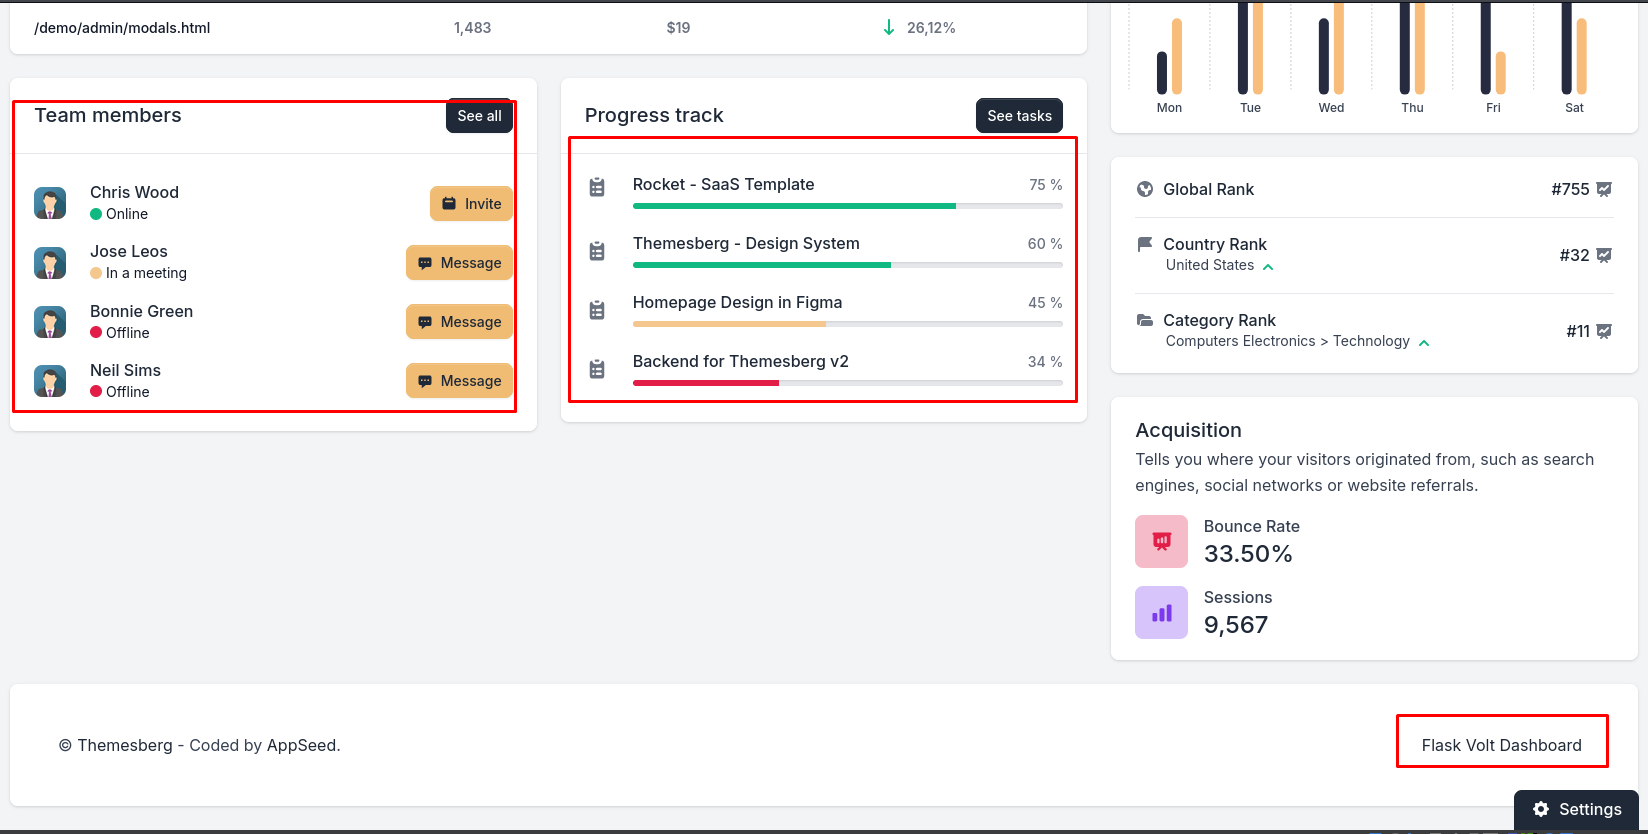 /demo/admin/modals.html 1,483 $19 26,12%
Mon Tue Wed Thu Fri Sat
Team members
See all
Chris Wood
Online
Invite
Jose Leos
In a meeting
Message
Bonnie Green
Offline
Message
Neil Sims
Offline
Message
Progress track
See tasks
Rocket - SaaS Template 75 %
Themesberg - Design System 60 %
Homepage Design in Figma 45 %
Backend for Themesberg v2 34 %
Global Rank #755
Country Rank
United States
#32
Category Rank
Computers Electronics > Technology
#11
Acquisition
Tells you where your visitors originated from, such as search
engines, social networks or website referrals.
Bounce Rate
33.50%
Sessions
9,567
© Themesberg - Coded by AppSeed.
Flask Volt Dashboard
Settings